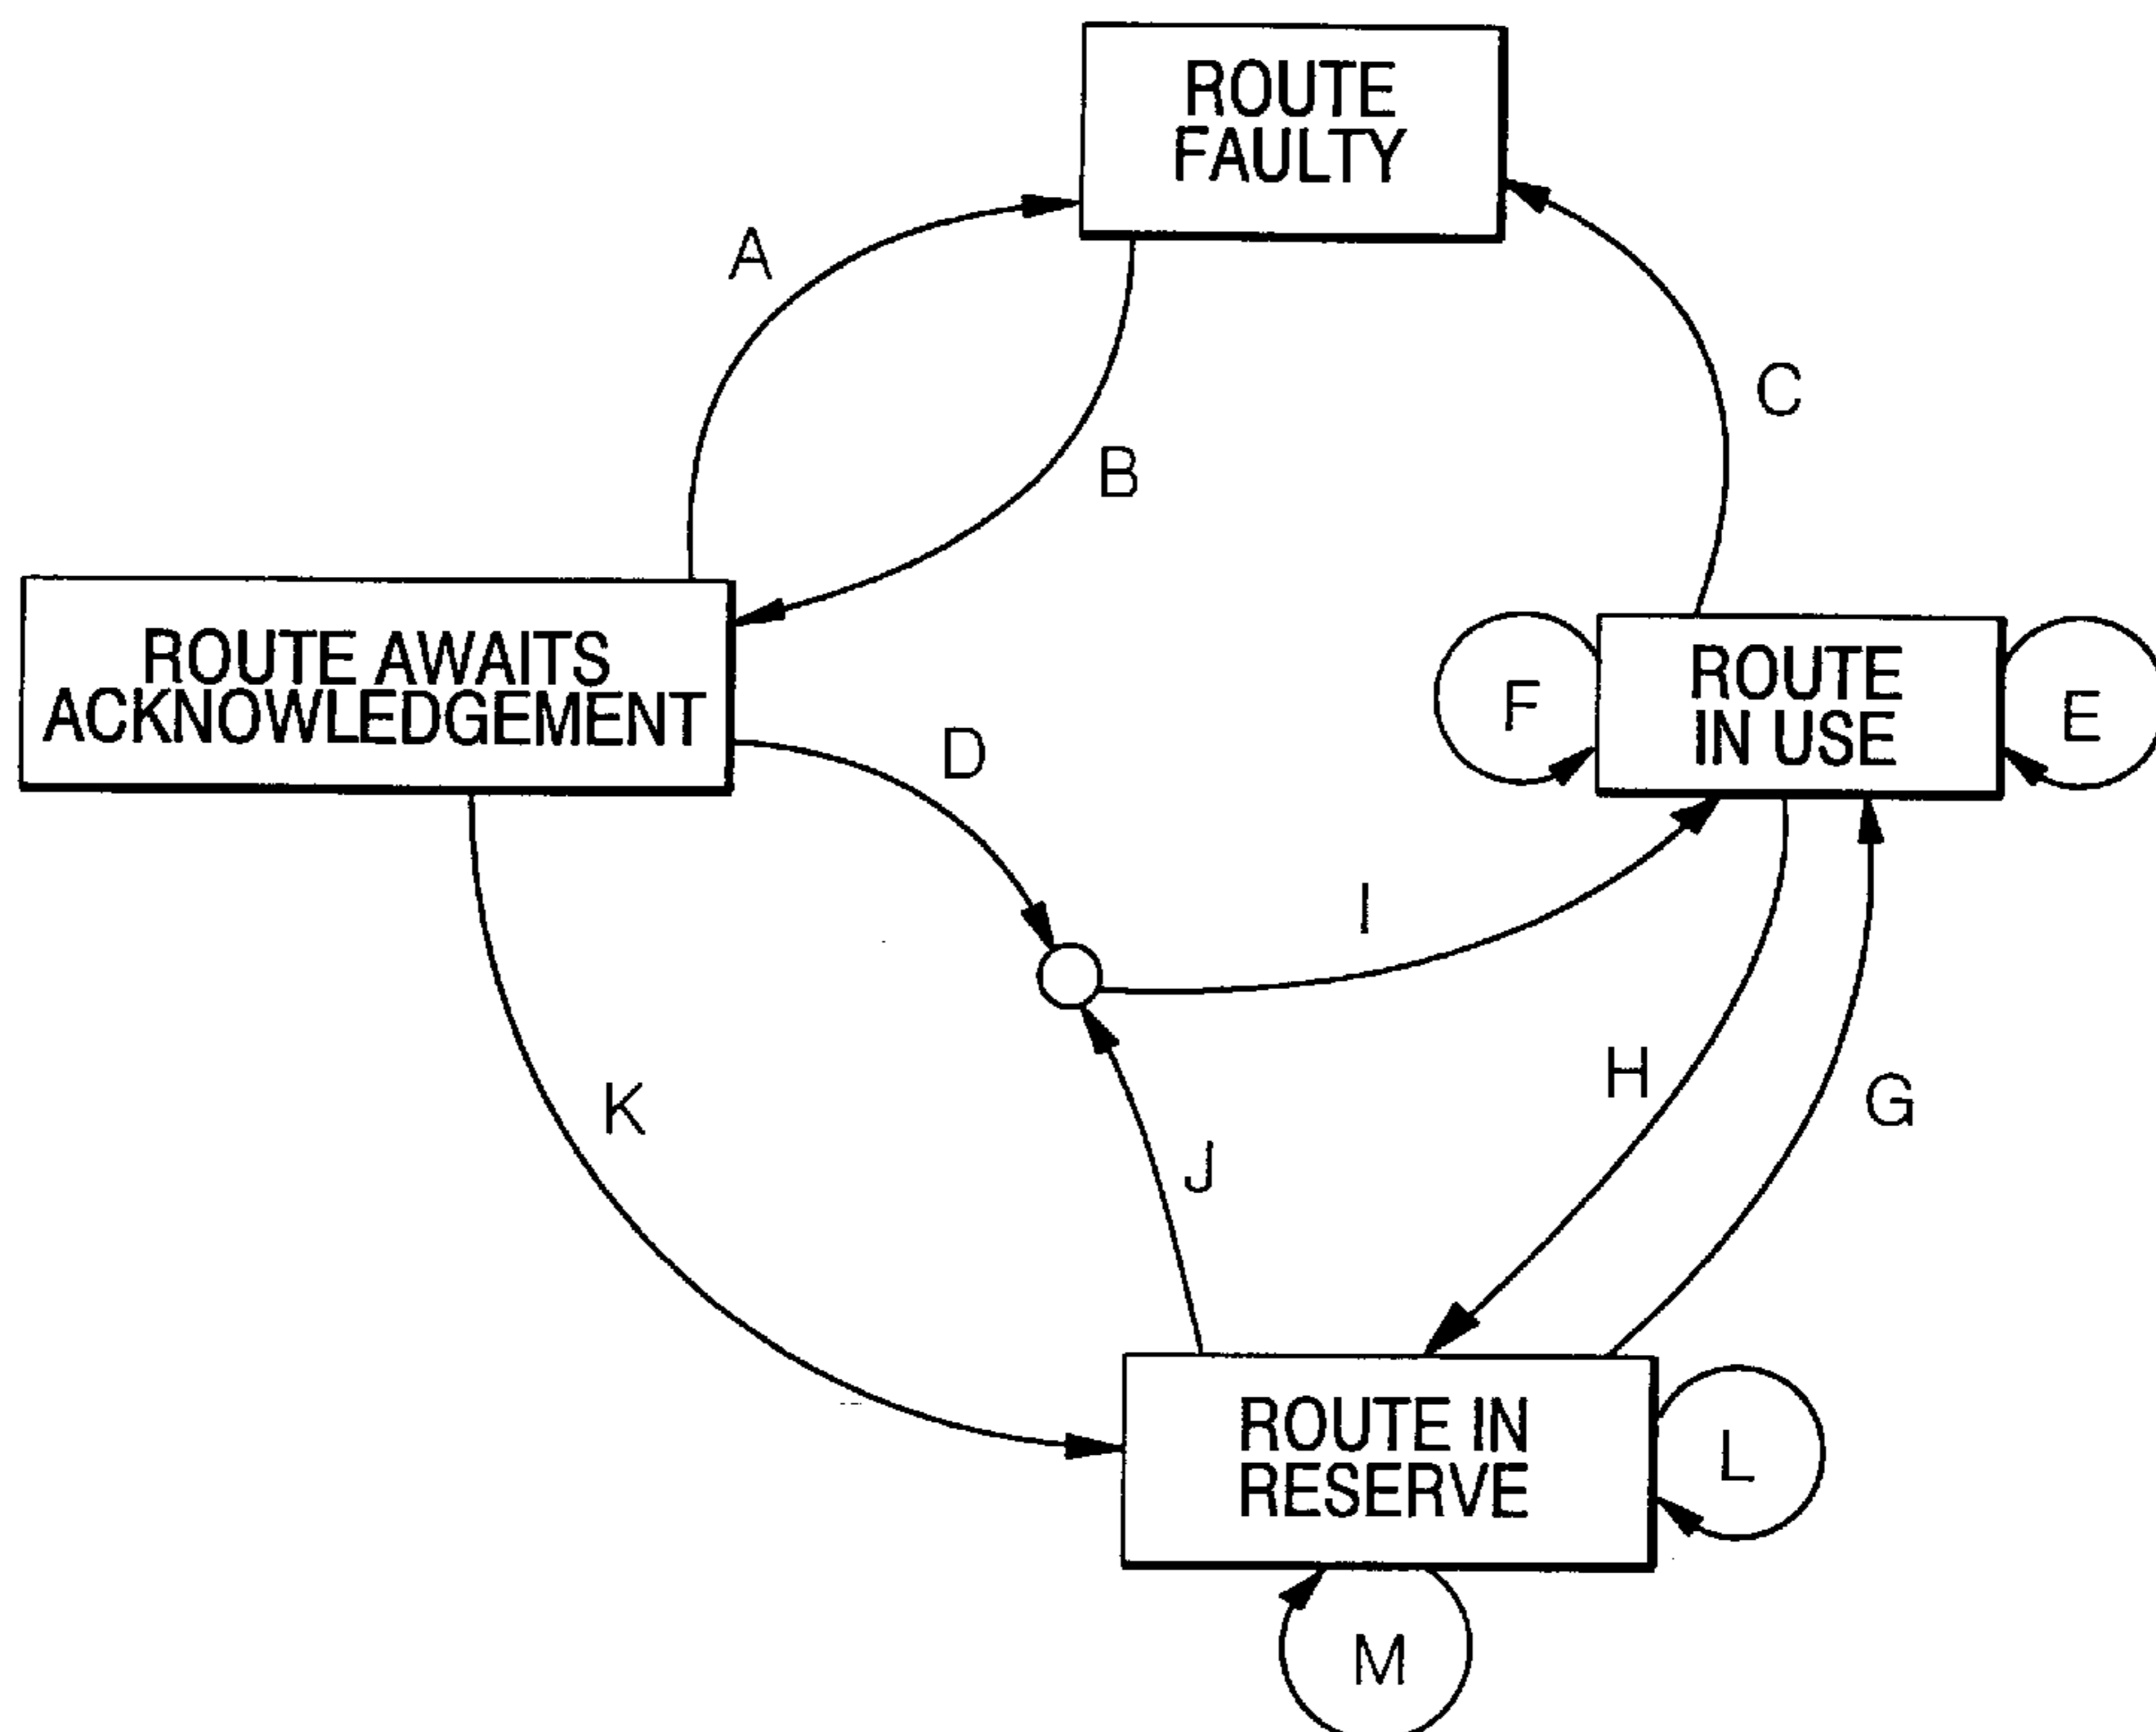 ROUTE
FAULTY
A
B
C
ROUTE AWAITS
ACKNOWLEDGEMENT
D
F
ROUTE
IN USE
E
I
H
G
K
J
ROUTE IN
RESERVE
L
M